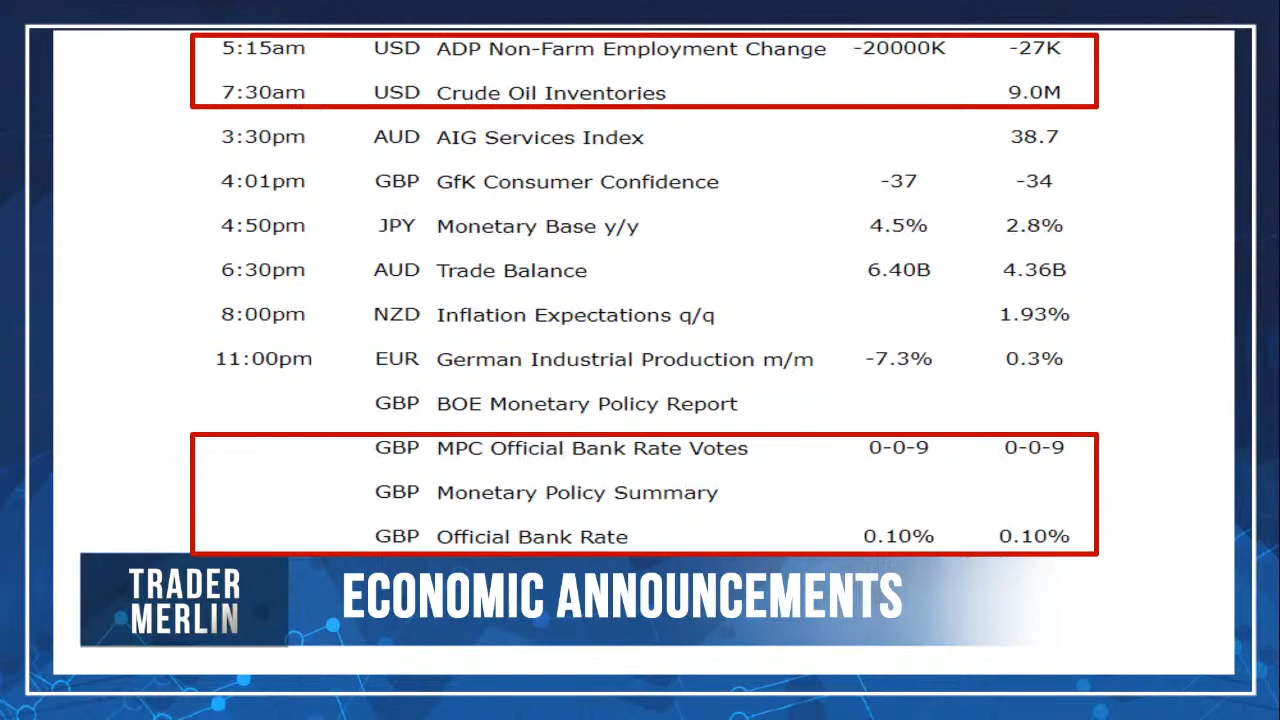 5:15am USD ADP Non-Farm Employment Change -20000K -27K
7:30am USD Crude Oil Inventories 9.0M
3:30pm AUD AIG Services Index 38.7
4:01pm GBP GfK Consumer Confidence -37 -34
4:50pm JPY Monetary Base y/y 4.5% 2.8%
6:30pm AUD Trade Balance 6.40B 4.36B
8:00pm NZD Inflation Expectations q/q 1.93%
11:00pm EUR German Industrial Production m/m -7.3% 0.3%
GBP BOE Monetary Policy Report
GBP MPC Official Bank Rate Votes 0-0-9 0-0-9
GBP Monetary Policy Summary
GBP Official Bank Rate 0.10% 0.10%
TRADER
MERLIN
ECONOMIC ANNOUNCEMENTS